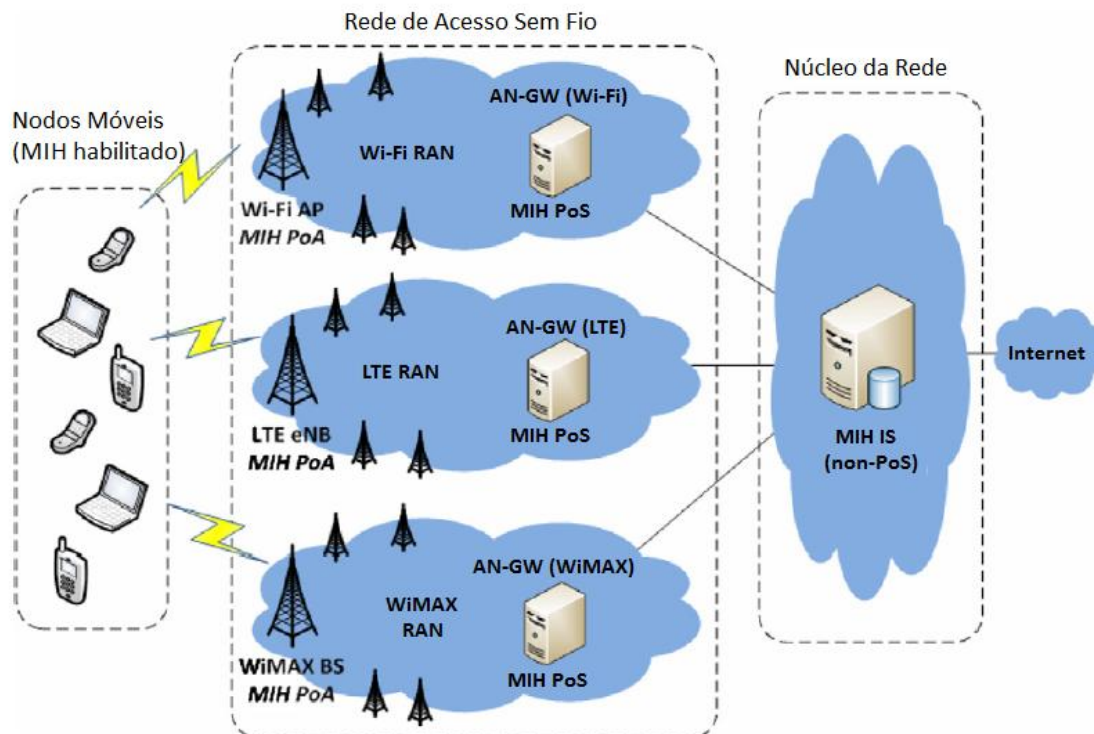 Rede de Acesso Sem Fio
Núcleo da Rede
Nodos Móveis
(MIH habilitado)
AN-GW (Wi-Fi)
Wi-Fi RAN
MIH PoS
Wi-Fi AP
MIH PoA
AN-GW (LTE)
LTE RAN
MIH PoS
LTE eNB
MIH PoA
AN-GW (WiMAX)
WiMAX
RAN
MIH PoS
WiMAX BS
MIH PoA
MIH IS
(non-PoS)
Internet